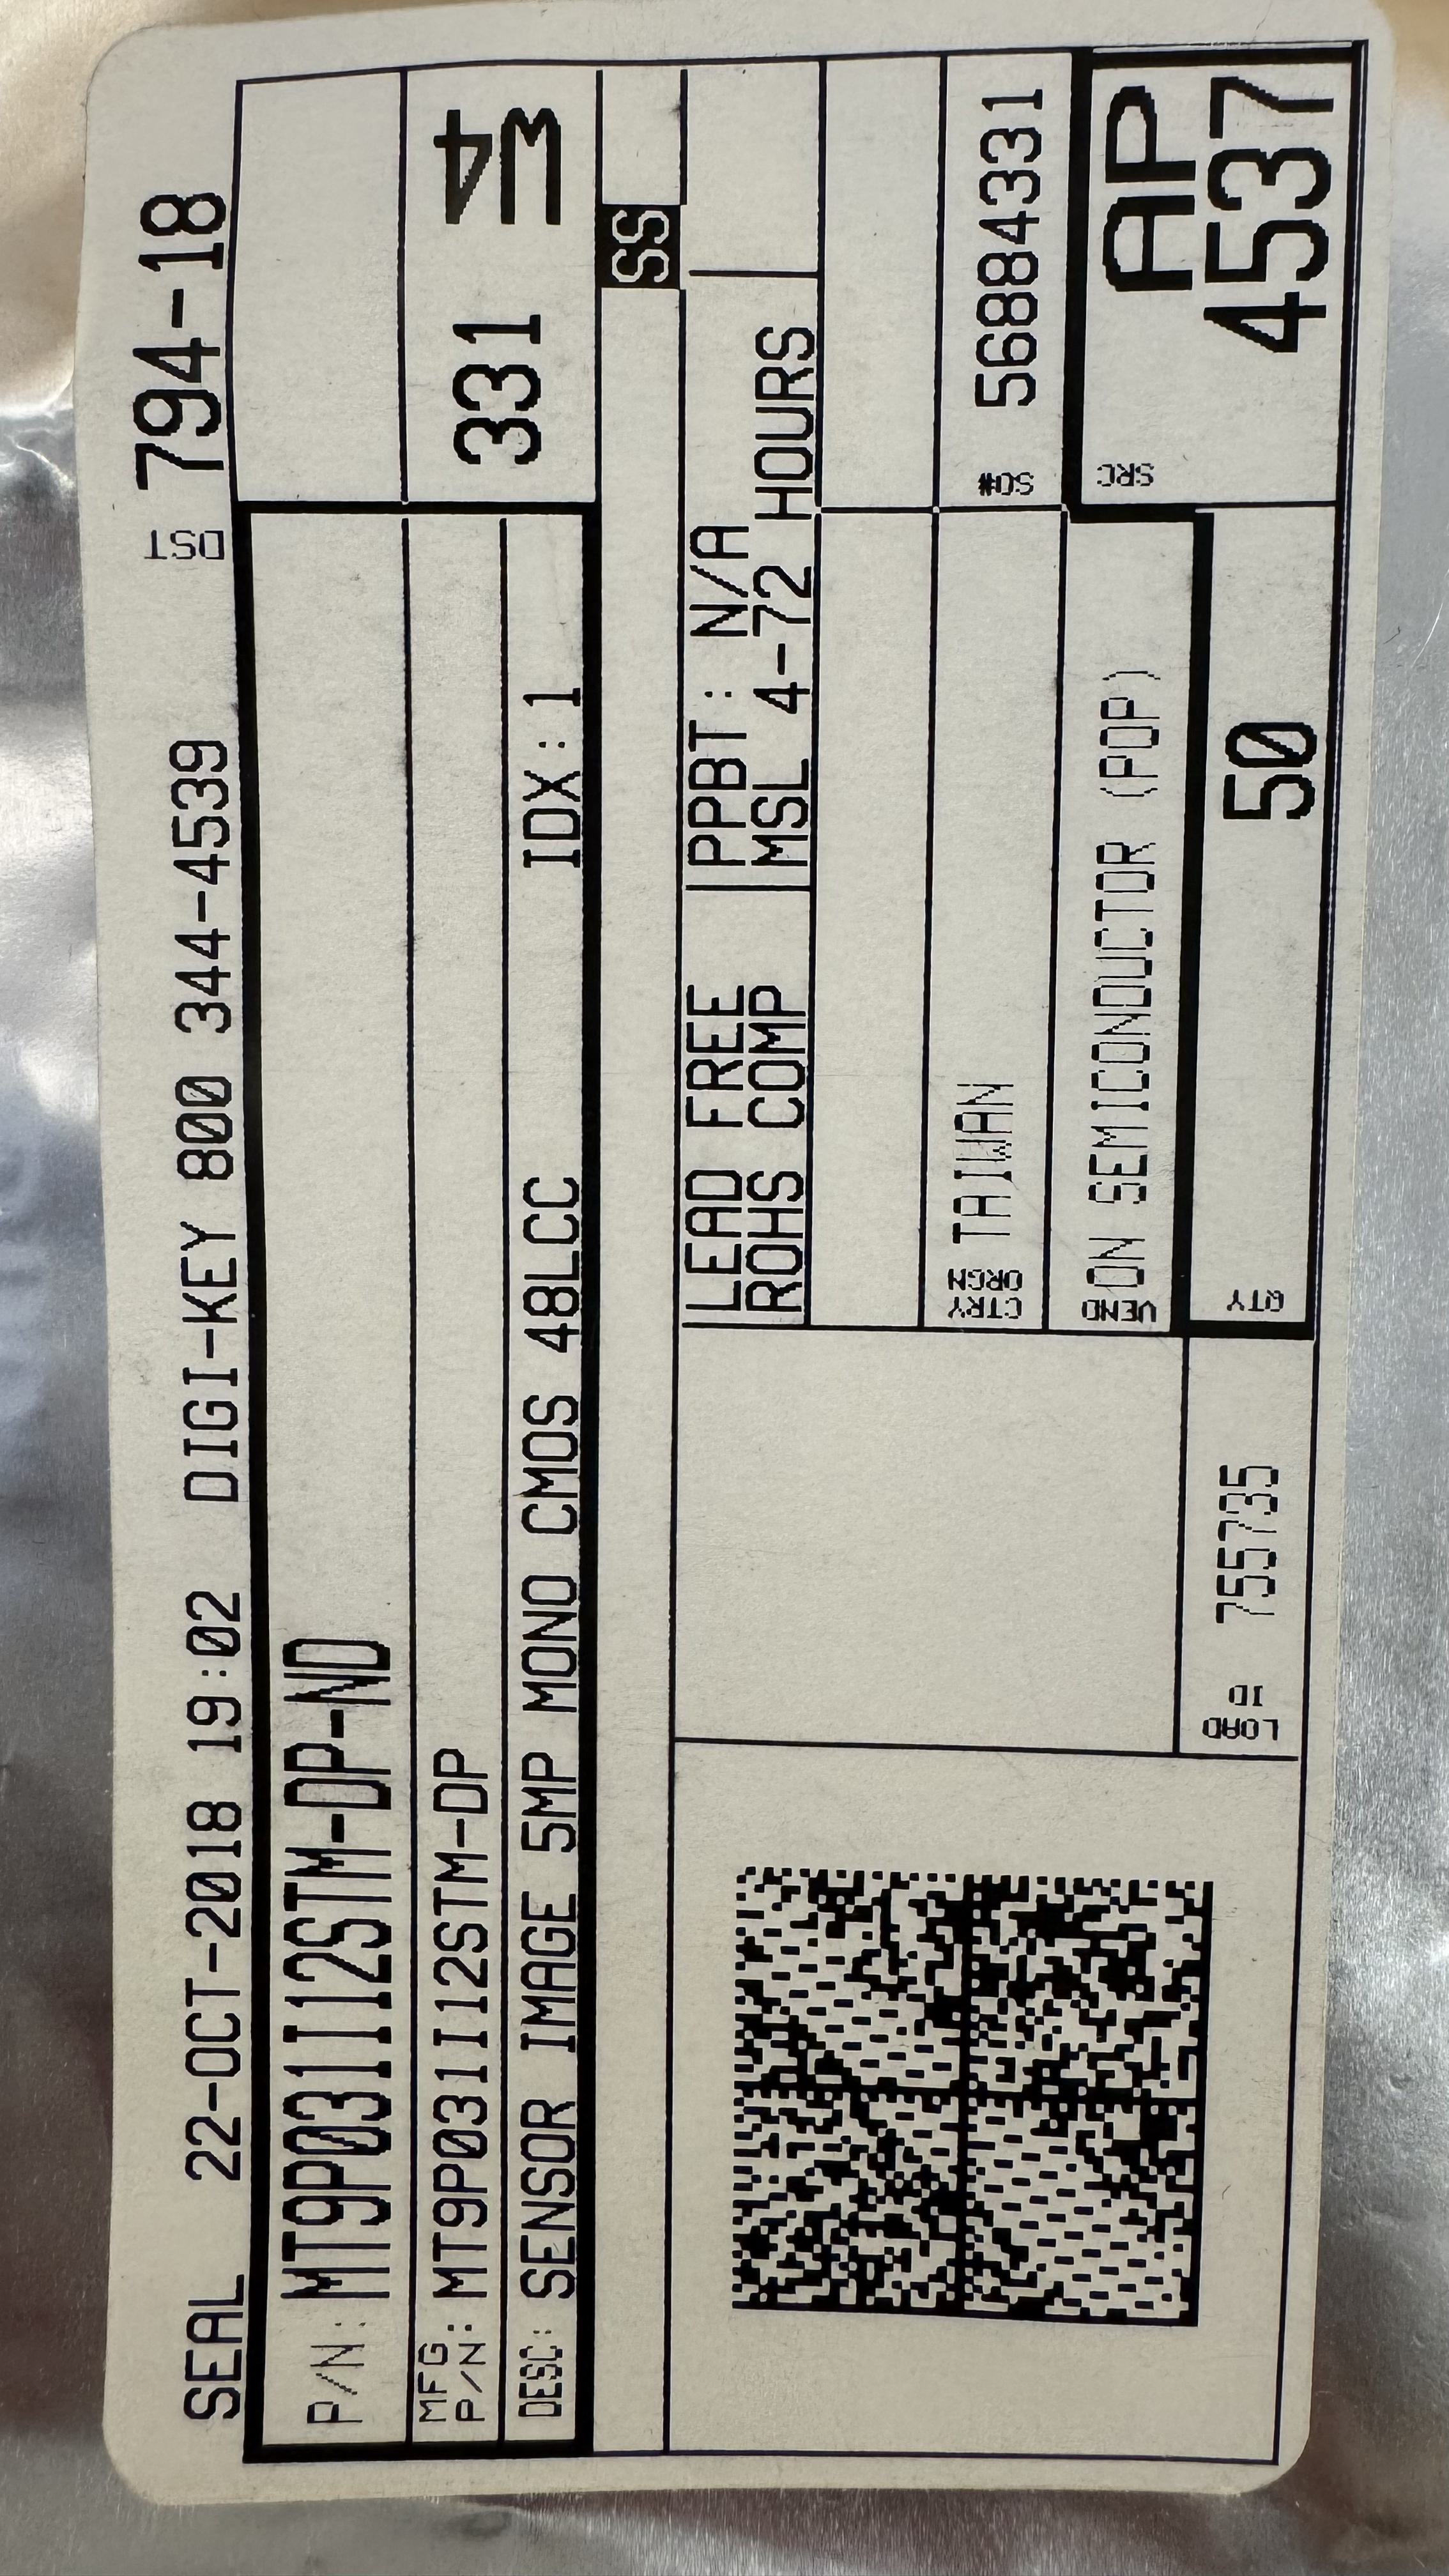 DST 794-18
SEAL 22-OCT-2018 19:02 DIGI-KEY 800 344-4539
P/N: MT9P031I12STM-DP-ND
MFG P/N: MT9P031I12STM-DP
331 W4
DESC: SENSOR IMAGE 5MP MONO CMOS 48LCC IDX:1
SS
LEAD FREE PPBT: N/A
ROHS COMP MSL 4-72 HOURS
CTRY ORGN TAIWAN
SO# 56884331
VEND ON SEMICONDUCTOR (POP)
SRC AP 4537
LOAD ID 755735
QTY 50